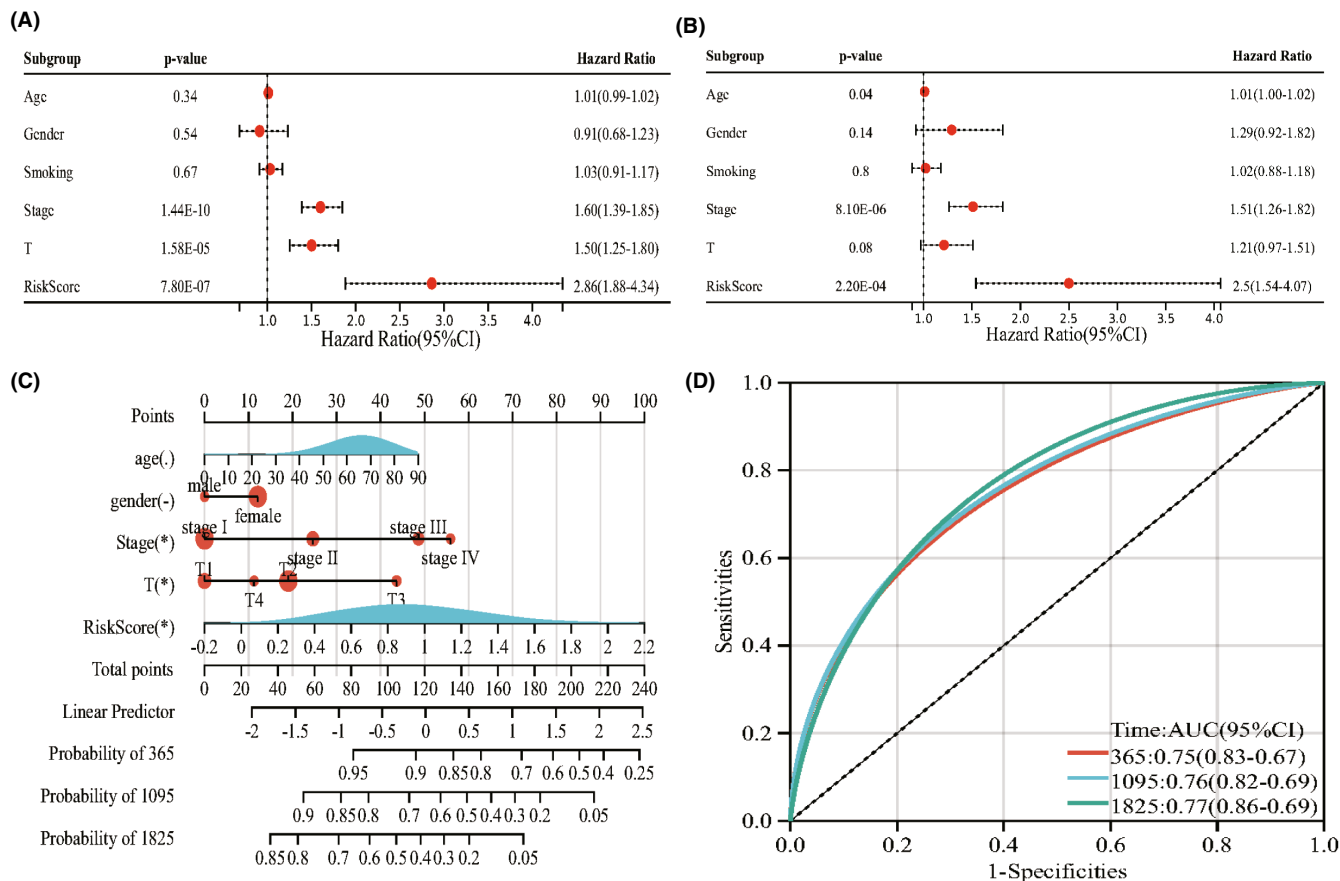 (A)
Subgroup p-value Hazard Ratio
Age 0.34 1.01(0.99-1.02)
Gender 0.54 0.91(0.68-1.23)
Smoking 0.67 1.03(0.91-1.17)
Stage 1.44E-10 1.60(1.39-1.85)
T 1.58E-05 1.50(1.25-1.80)
RiskScore 7.80E-07 2.86(1.88-4.34)
1.0 1.5 2.0 2.5 3.0 3.5 4.0
Hazard Ratio(95%CI)
(B)
Subgroup p-value Hazard Ratio
Age 0.04 1.01(1.00-1.02)
Gender 0.14 1.29(0.92-1.82)
Smoking 0.8 1.02(0.88-1.18)
Stage 8.10E-06 1.51(1.26-1.82)
T 0.08 1.21(0.97-1.51)
RiskScore 2.20E-04 2.5(1.54-4.07)
1.0 1.5 2.0 2.5 3.0 3.5 4.0
Hazard Ratio(95%CI)
(C)
Points 0 10 20 30 40 50 60 70 80 90 100
age(.)
0 10 20 30 40 50 60 70 80 90
male
gender(-)
female
stage I stage III
Stage(*)
stage II stage IV
T1 T2
T(*)
T4 T3
RiskScore(*)
-0.2 0 0.2 0.4 0.6 0.8 1 1.2 1.4 1.6 1.8 2 2.2
Total points
0 20 40 60 80 100 120 140 160 180 200 220 240
Linear Predictor
-2 -1.5 -1 -0.5 0 0.5 1 1.5 2 2.5
Probability of 365
0.95 0.9 0.85 0.8 0.7 0.6 0.5 0.4 0.25
Probability of 1095
0.9 0.85 0.8 0.7 0.6 0.5 0.4 0.3 0.2 0.05
Probability of 1825
0.85 0.8 0.7 0.6 0.5 0.4 0.3 0.2 0.05
(D)
Sensitivities
1.0
0.8
0.6
0.4
0.2
0.0
Time:AUC(95%CI)
365:0.75(0.83-0.67)
1095:0.76(0.82-0.69)
1825:0.77(0.86-0.69)
0.0 0.2 0.4 0.6 0.8 1.0
1-Specificities